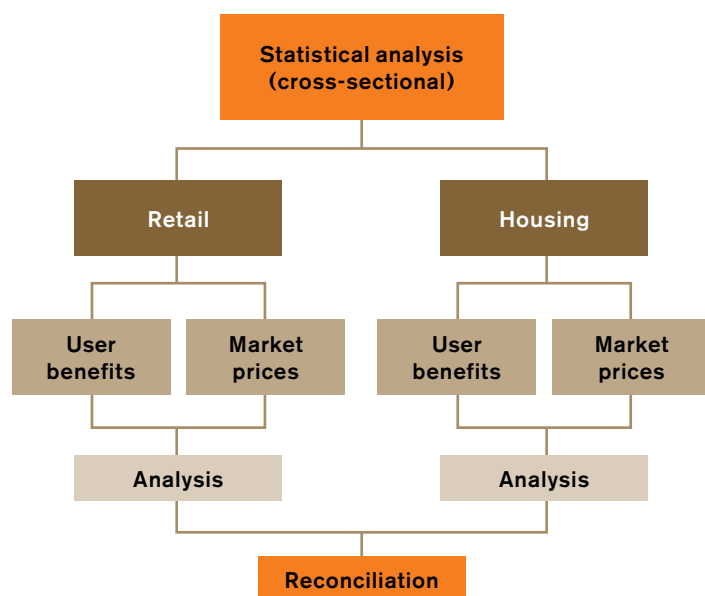 Statistical analysis
(cross-sectional)
Retail
Housing
User
benefits
Market
prices
User
benefits
Market
prices
Analysis
Analysis
Reconciliation